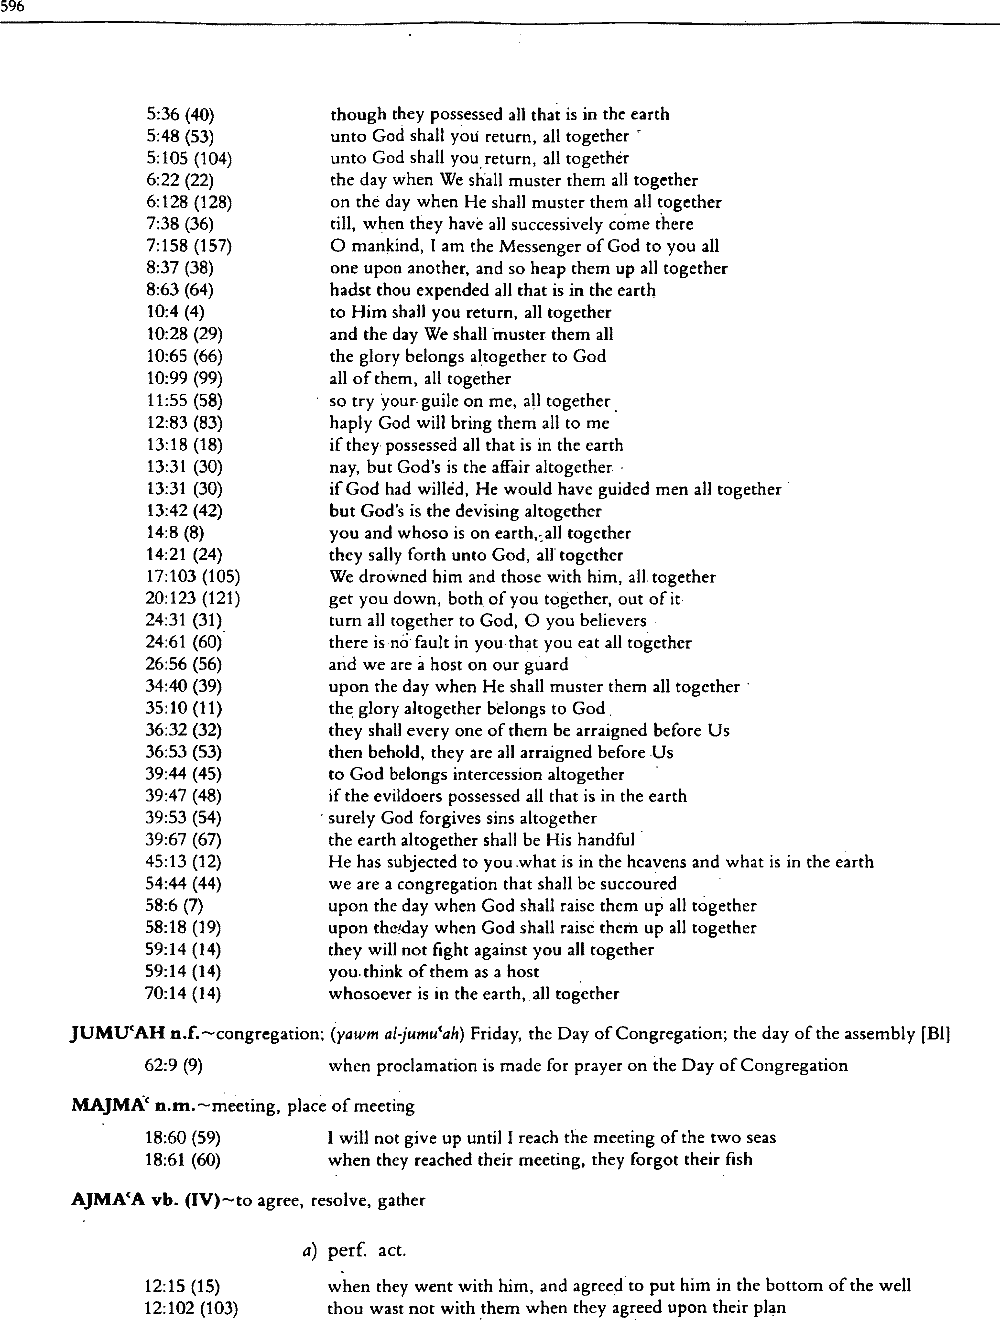 596
5:36 (40) though they possessed all that is in the earth
5:48 (53) unto God shall you return, all together
5:105 (104) unto God shall you return, all together
6:22 (22) the day when We shall muster them all together
6:128 (128) on the day when He shall muster them all together
7:38 (36) till, when they have all successively come there
7:158 (157) O mankind, I am the Messenger of God to you all
8:37 (38) one upon another, and so heap them up all together
8:63 (64) hadst thou expended all that is in the earth
10:4 (4) to Him shall you return, all together
10:28 (29) and the day We shall muster them all
10:65 (66) the glory belongs altogether to God
10:99 (99) all of them, all together
11:55 (58) so try your guile on me, all together
12:83 (83) haply God will bring them all to me
13:18 (18) if they possessed all that is in the earth
13:31 (30) nay, but God's is the affair altogether
13:31 (30) if God had willed, He would have guided men all together
13:42 (42) but God's is the devising altogether
14:8 (8) you and whoso is on earth, all together
14:21 (24) they sally forth unto God, all together
17:103 (105) We drowned him and those with him, all together
20:123 (121) get you down, both of you together, out of it
24:31 (31) turn all together to God, O you believers
24:61 (60) there is no fault in you that you eat all together
26:56 (56) and we are a host on our guard
34:40 (39) upon the day when He shall muster them all together
35:10 (11) the glory altogether belongs to God
36:32 (32) they shall every one of them be arraigned before Us
36:53 (53) then behold, they are all arraigned before Us
39:44 (45) to God belongs intercession altogether
39:47 (48) if the evildoers possessed all that is in the earth
39:53 (54) surely God forgives sins altogether
39:67 (67) the earth altogether shall be His handful
45:13 (12) He has subjected to you what is in the heavens and what is in the earth
54:44 (44) we are a congregation that shall be succoured
58:6 (7) upon the day when God shall raise them up all together
58:18 (19) upon the day when God shall raise them up all together
59:14 (14) they will not fight against you all together
59:14 (14) you think of them as a host
70:14 (14) whosoever is in the earth, all together
JUMUʿAH n.f.~congregation; (yawm al-jumuʿah) Friday, the Day of Congregation; the day of the assembly [Bl]
62:9 (9) when proclamation is made for prayer on the Day of Congregation
MAJMAʿ n.m.~meeting, place of meeting
18:60 (59) I will not give up until I reach the meeting of the two seas
18:61 (60) when they reached their meeting, they forgot their fish
AJMAʿA vb. (IV)~to agree, resolve, gather
a) perf. act.
12:15 (15) when they went with him, and agreed to put him in the bottom of the well
12:102 (103) thou wast not with them when they agreed upon their plan